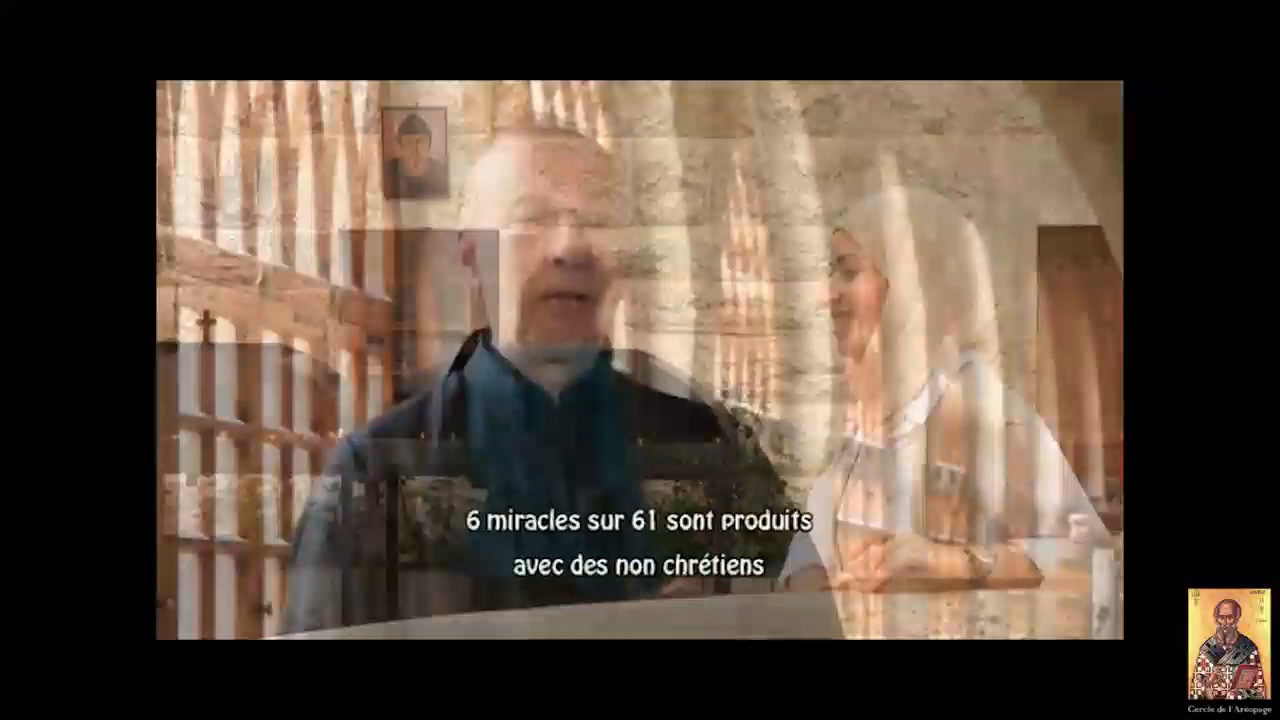 6 miracles sur 61 sont produits
avec des non chrétiens
Cercle de l'Aréopage